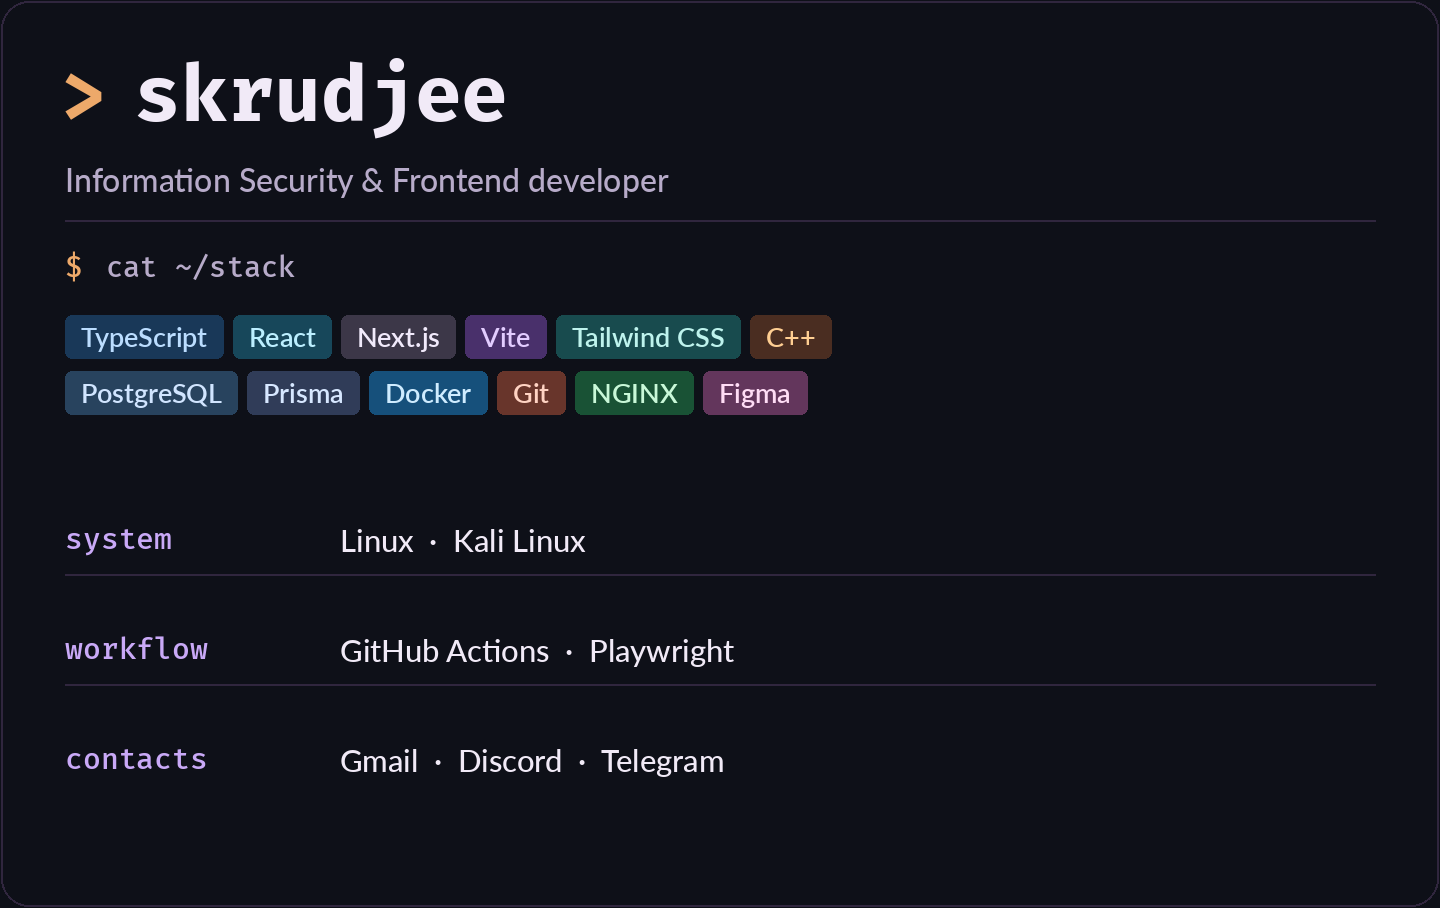 > skrudjee
Information Security & Frontend developer
$ cat ~/stack
TypeScript React Next.js Vite Tailwind CSS C++
PostgreSQL Prisma Docker Git NGINX Figma
system Linux · Kali Linux
workflow GitHub Actions · Playwright
contacts Gmail · Discord · Telegram